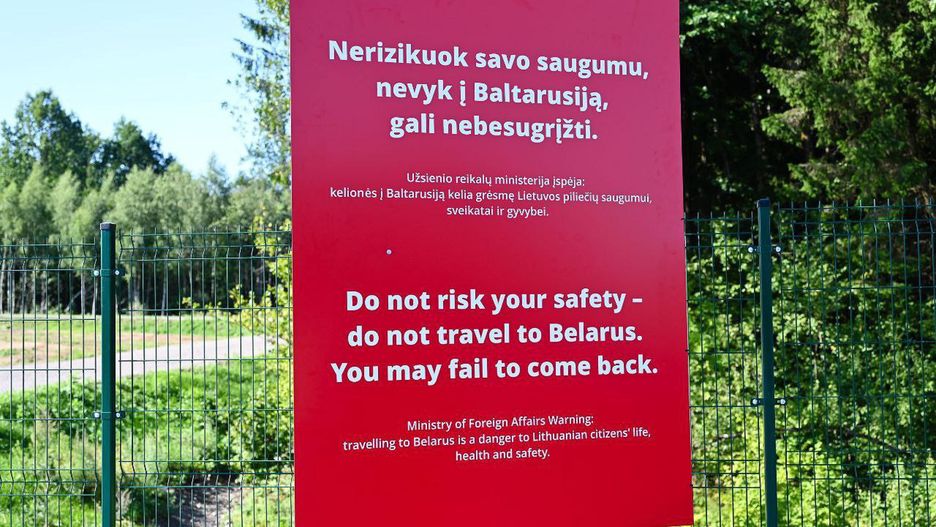 Nerizikuok savo saugumu,
nevyk į Baltarusiją,
gali nebesugrįžti.
Užsienio reikalų ministerija įspėja:
kelionės į Baltarusiją kelia grėsmę Lietuvos piliečių saugumui,
sveikatai ir gyvybei.
Do not risk your safety –
do not travel to Belarus.
You may fail to come back.
Ministry of Foreign Affairs Warning:
travelling to Belarus is a danger to Lithuanian citizens' life,
health and safety.